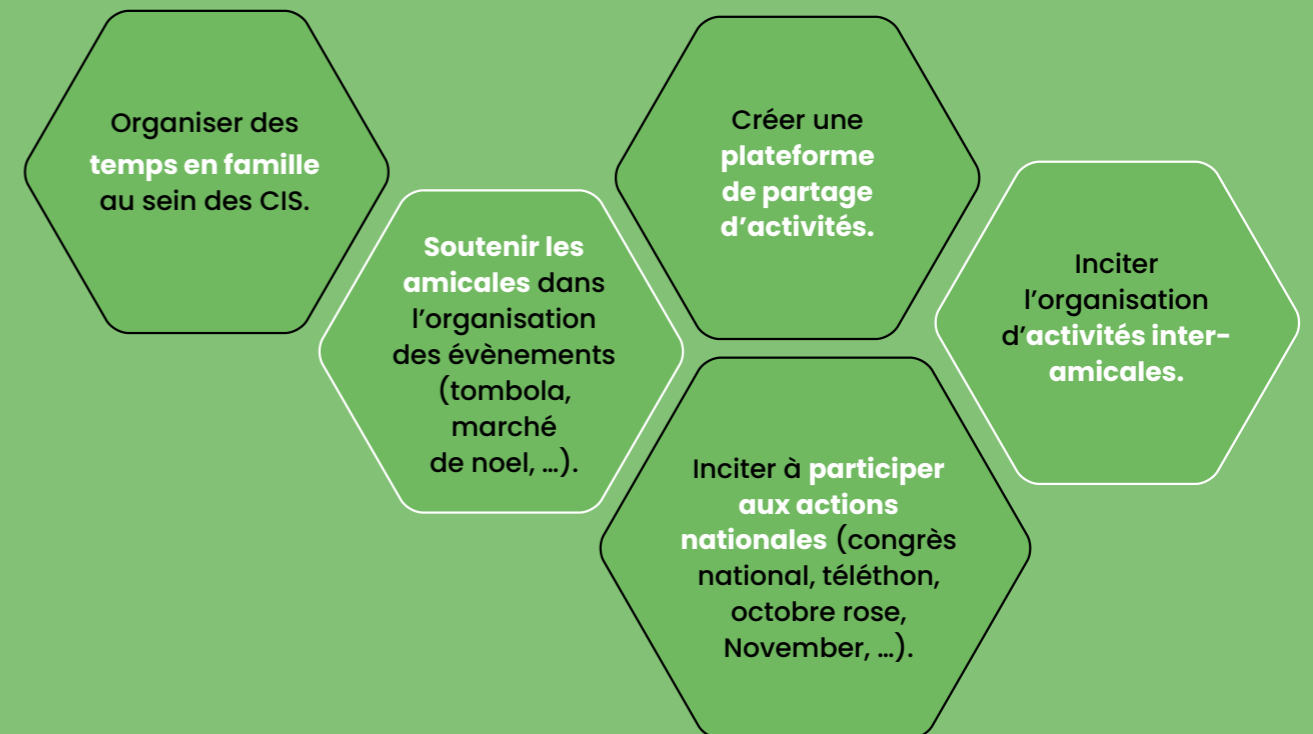 Organiser des
temps en famille
au sein des CIS.
Soutenir les
amicales dans
l'organisation
des évènements
(tombola,
marché
de noel, ...).
Créer une
plateforme
de partage
d'activités.
Inciter à participer
aux actions
nationales (congrès
national, téléthon,
octobre rose,
November, ...).
Inciter
l'organisation
d'activités inter-
amicales.